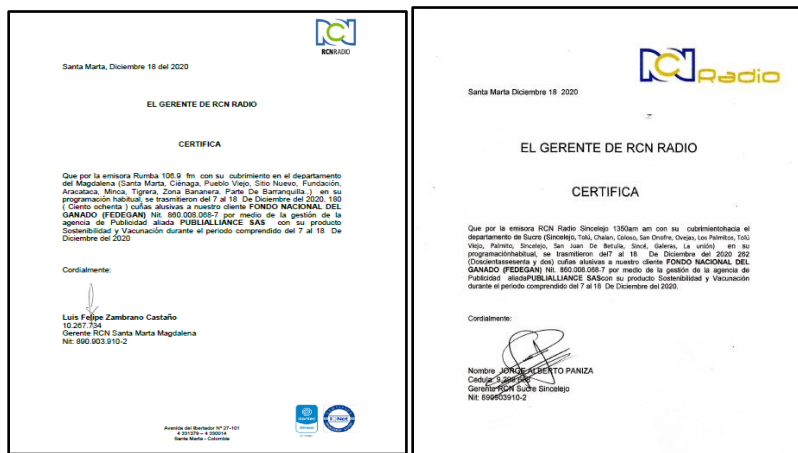 RCN RADIO
Santa Marta, Diciembre 18 del 2020
EL GERENTE DE RCN RADIO
CERTIFICA
Que por la emisora Rumba 106.9 fm con su cubrimiento en el departamento
del Magdalena (Santa Marta, Ciénaga, Pueblo Viejo, Sitio Nuevo, Fundación,
Aracataca, Minca, Tigrera, Zona Bananera. Parte De Barranquilla..) en su
programación habitual, se trasmitieron del 7 al 18 De Diciembre del 2020, 180
( Ciento ochenta ) cuñas alusivas a nuestro cliente FONDO NACIONAL DEL
GANADO (FEDEGAN) Nit. 860.008.068-7 por medio de la gestión de la
agencia de Publicidad aliada PUBLIALLIANCE SAS con su producto
Sostenibilidad y Vacunación durante el periodo comprendido del 7 al 18 De
Diciembre del 2020
Cordialmente:
Luis Felipe Zambrano Castaño
10.267.734
Gerente RCN Santa Marta Magdalena
Nit: 890.903.910-2
Avenida del libertador Nº 27-101
4 231379 – 4 230014
Santa Marta - Colombia
RCN Radio
Santa Marta Diciembre 18 2020
EL GERENTE DE RCN RADIO
CERTIFICA
Que por la emisora RCN Radio Sincelejo 1350am am con su cubrimientohacia el
departamento de Sucre (Sincelejo, Tolú, Chalan, Coloso, San Onofre, Ovejas, Los Palmitos, Tolú
Viejo, Palmito, Sincelejo, San Juan De Betulia, Sincé, Galeras, La unión) en su
programaciónhabitual, se trasmitieron del7 al 18 De Diciembre del 2020 262
(Doscientassesenta y dos) cuñas alusivas a nuestro cliente FONDO NACIONAL DEL
GANADO (FEDEGAN) Nit. 860.008.068-7 por medio de la gestión de la agencia de
Publicidad aliadaPUBLIALLIANCE SAScon su producto Sostenibilidad y Vacunación
durante el periodo comprendido del 7 al 18 De Diciembre del 2020.
Cordialmente:
Nombre JORGE ALBERTO PANIZA
Cedula
Gerente RCN Sucre Sincelejo
Nit: 890903910-2